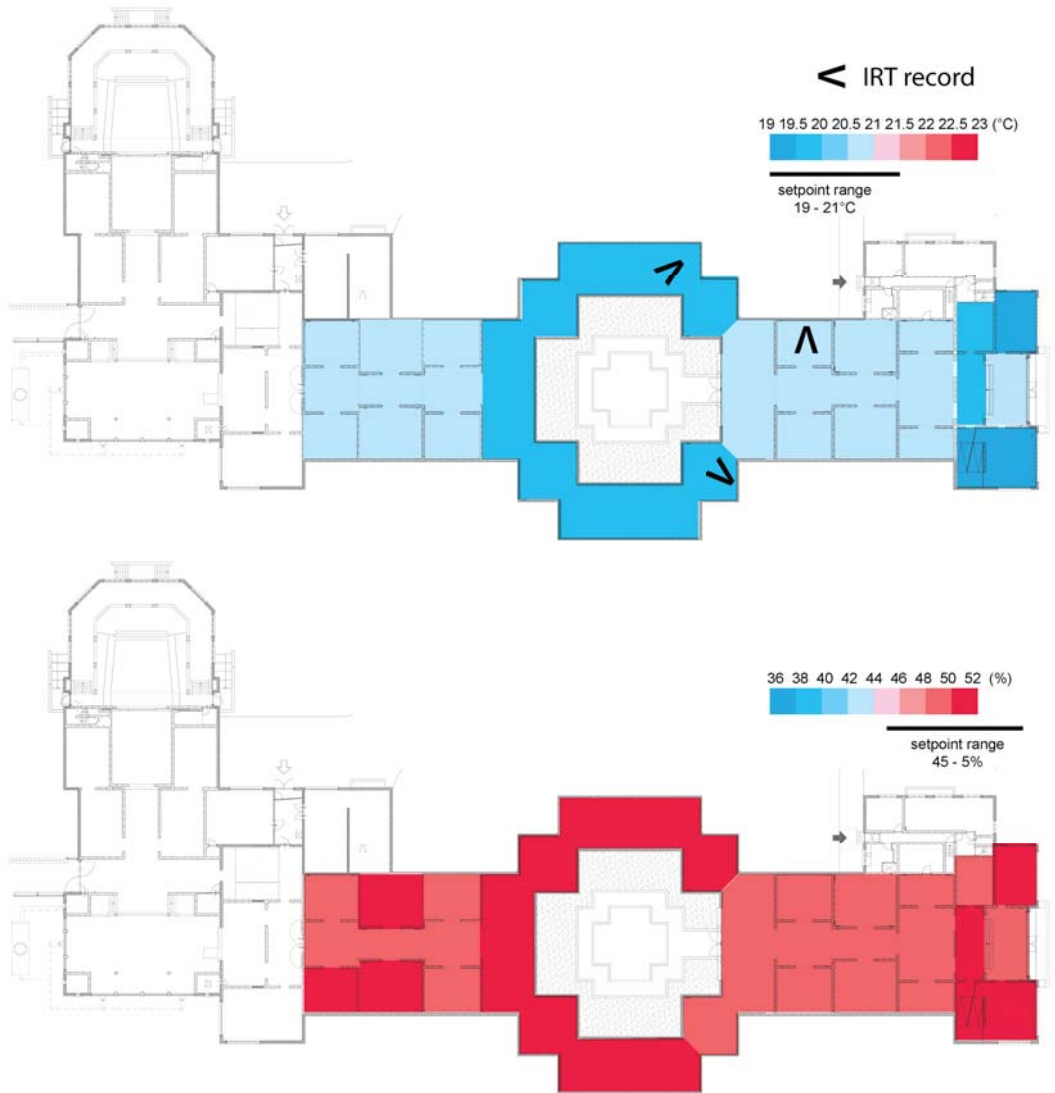 < IRT record
19 19.5 20 20.5 21 21.5 22 22.5 23 (°C)
setpoint range
19 - 21°C
36 38 40 42 44 46 48 50 52 (%)
setpoint range
45 - 5%